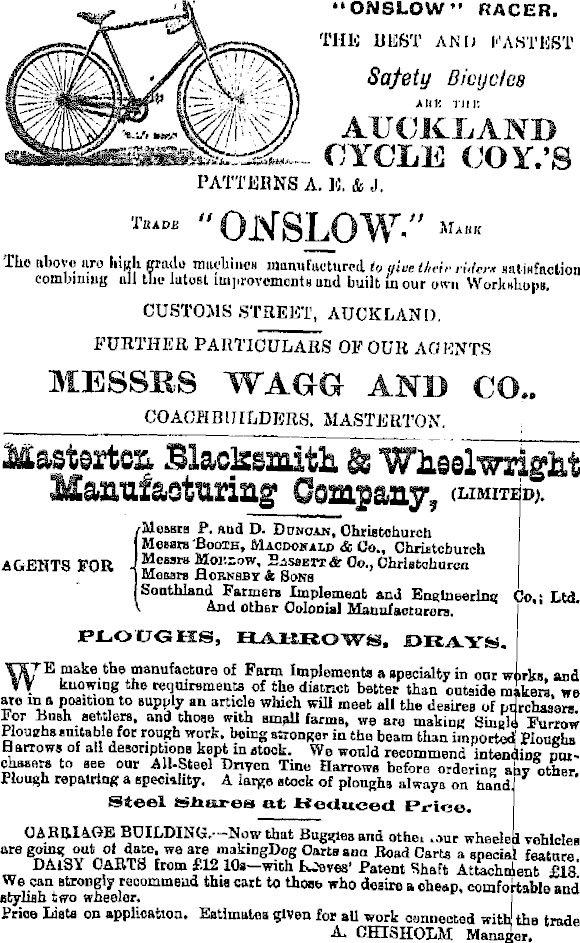 "ONSLOW" RACER.
THE BEST AND FASTEST
Safety Bicycles
ARE THE
AUCKLAND
CYCLE COY.'S
PATTERNS A. E. & J.
TRADE "ONSLOW." MARK
The above are high grade machines manufactured to give their riders satisfaction
combining all the latest improvements and built in our own Workshops.
CUSTOMS STREET, AUCKLAND.
FURTHER PARTICULARS OF OUR AGENTS
MESSRS WAGG AND CO.,
COACHBUILDERS, MASTERTON.
Masterton Blacksmith & Wheelwright
Manufacturing Company, (LIMITED).
AGENTS FOR
Messrs P. and D. DUNCAN, Christchurch
Messrs BOOTH, MACDONALD & Co., Christchurch
Messrs MORROW, BASSETT & Co., Christchurch
Messrs HORNSBY & SONS
Southland Farmers Implement and Engineering Co.; Ltd.
And other Colonial Manufacturers.
PLOUGHS, HARROWS, DRAYS.
WE make the manufacture of Farm Implements a specialty in our works, and
knowing the requirements of the district better than outside makers, we
are in a position to supply an article which will meet all the desires of purchasers.
For Bush settlers, and those with small farms, we are making Single Furrow
Ploughs suitable for rough work, being stronger in the beam than imported Ploughs
Harrows of all descriptions kept in stock. We would recommend intending pur-
chasers to see our All-Steel Driven Tine Harrows before ordering any other.
Plough repairing a speciality. A large stock of ploughs always on hand.
Steel Shares at Reduced Price.
CARRIAGE BUILDING.—Now that Buggies and other four wheeled vehicles
are going out of date, we are making Dog Carts and Road Carts a special feature.
DAISY CARTS from £12 10s—with Reeves' Patent Shaft Attachment £18.
We can strongly recommend this cart to those who desire a cheap, comfortable and
stylish two wheeler.
Price Lists on application. Estimates given for all work connected with the trade
A. CHISHOLM Manager,